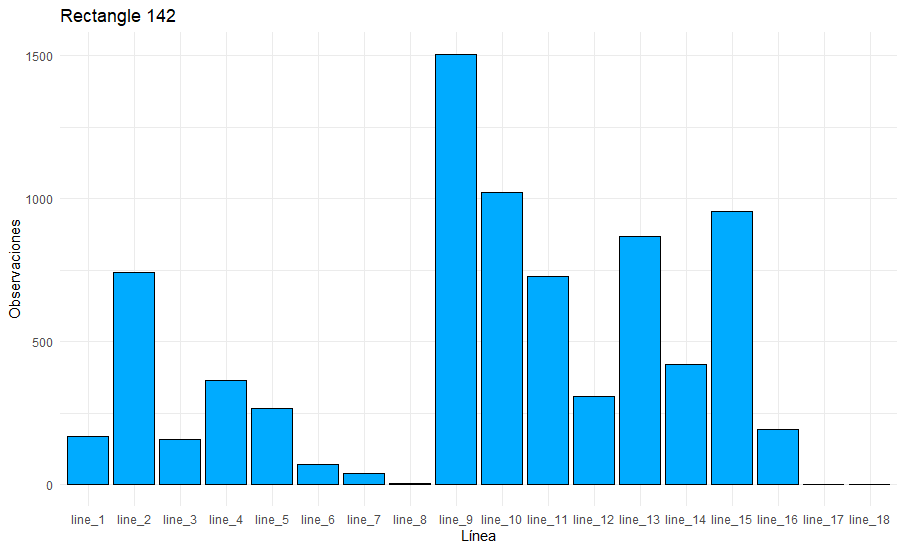 Rectangle 142
1500
1000
500
0
Observaciones
line_1 line_2 line_3 line_4 line_5 line_6 line_7 line_8 line_9 line_10 line_11 line_12 line_13 line_14 line_15 line_16 line_17 line_18
Línea